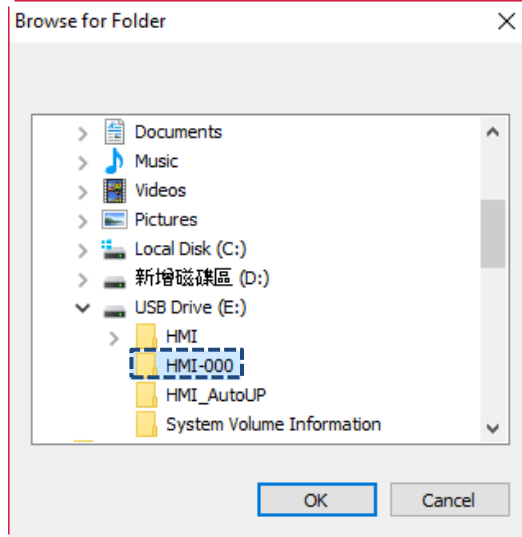 Browse for Folder
Documents
Music
Videos
Pictures
Local Disk (C:)
新增磁碟區 (D:)
USB Drive (E:)
HMI
HMI-000
HMI_AutoUP
System Volume Information
OK
Cancel